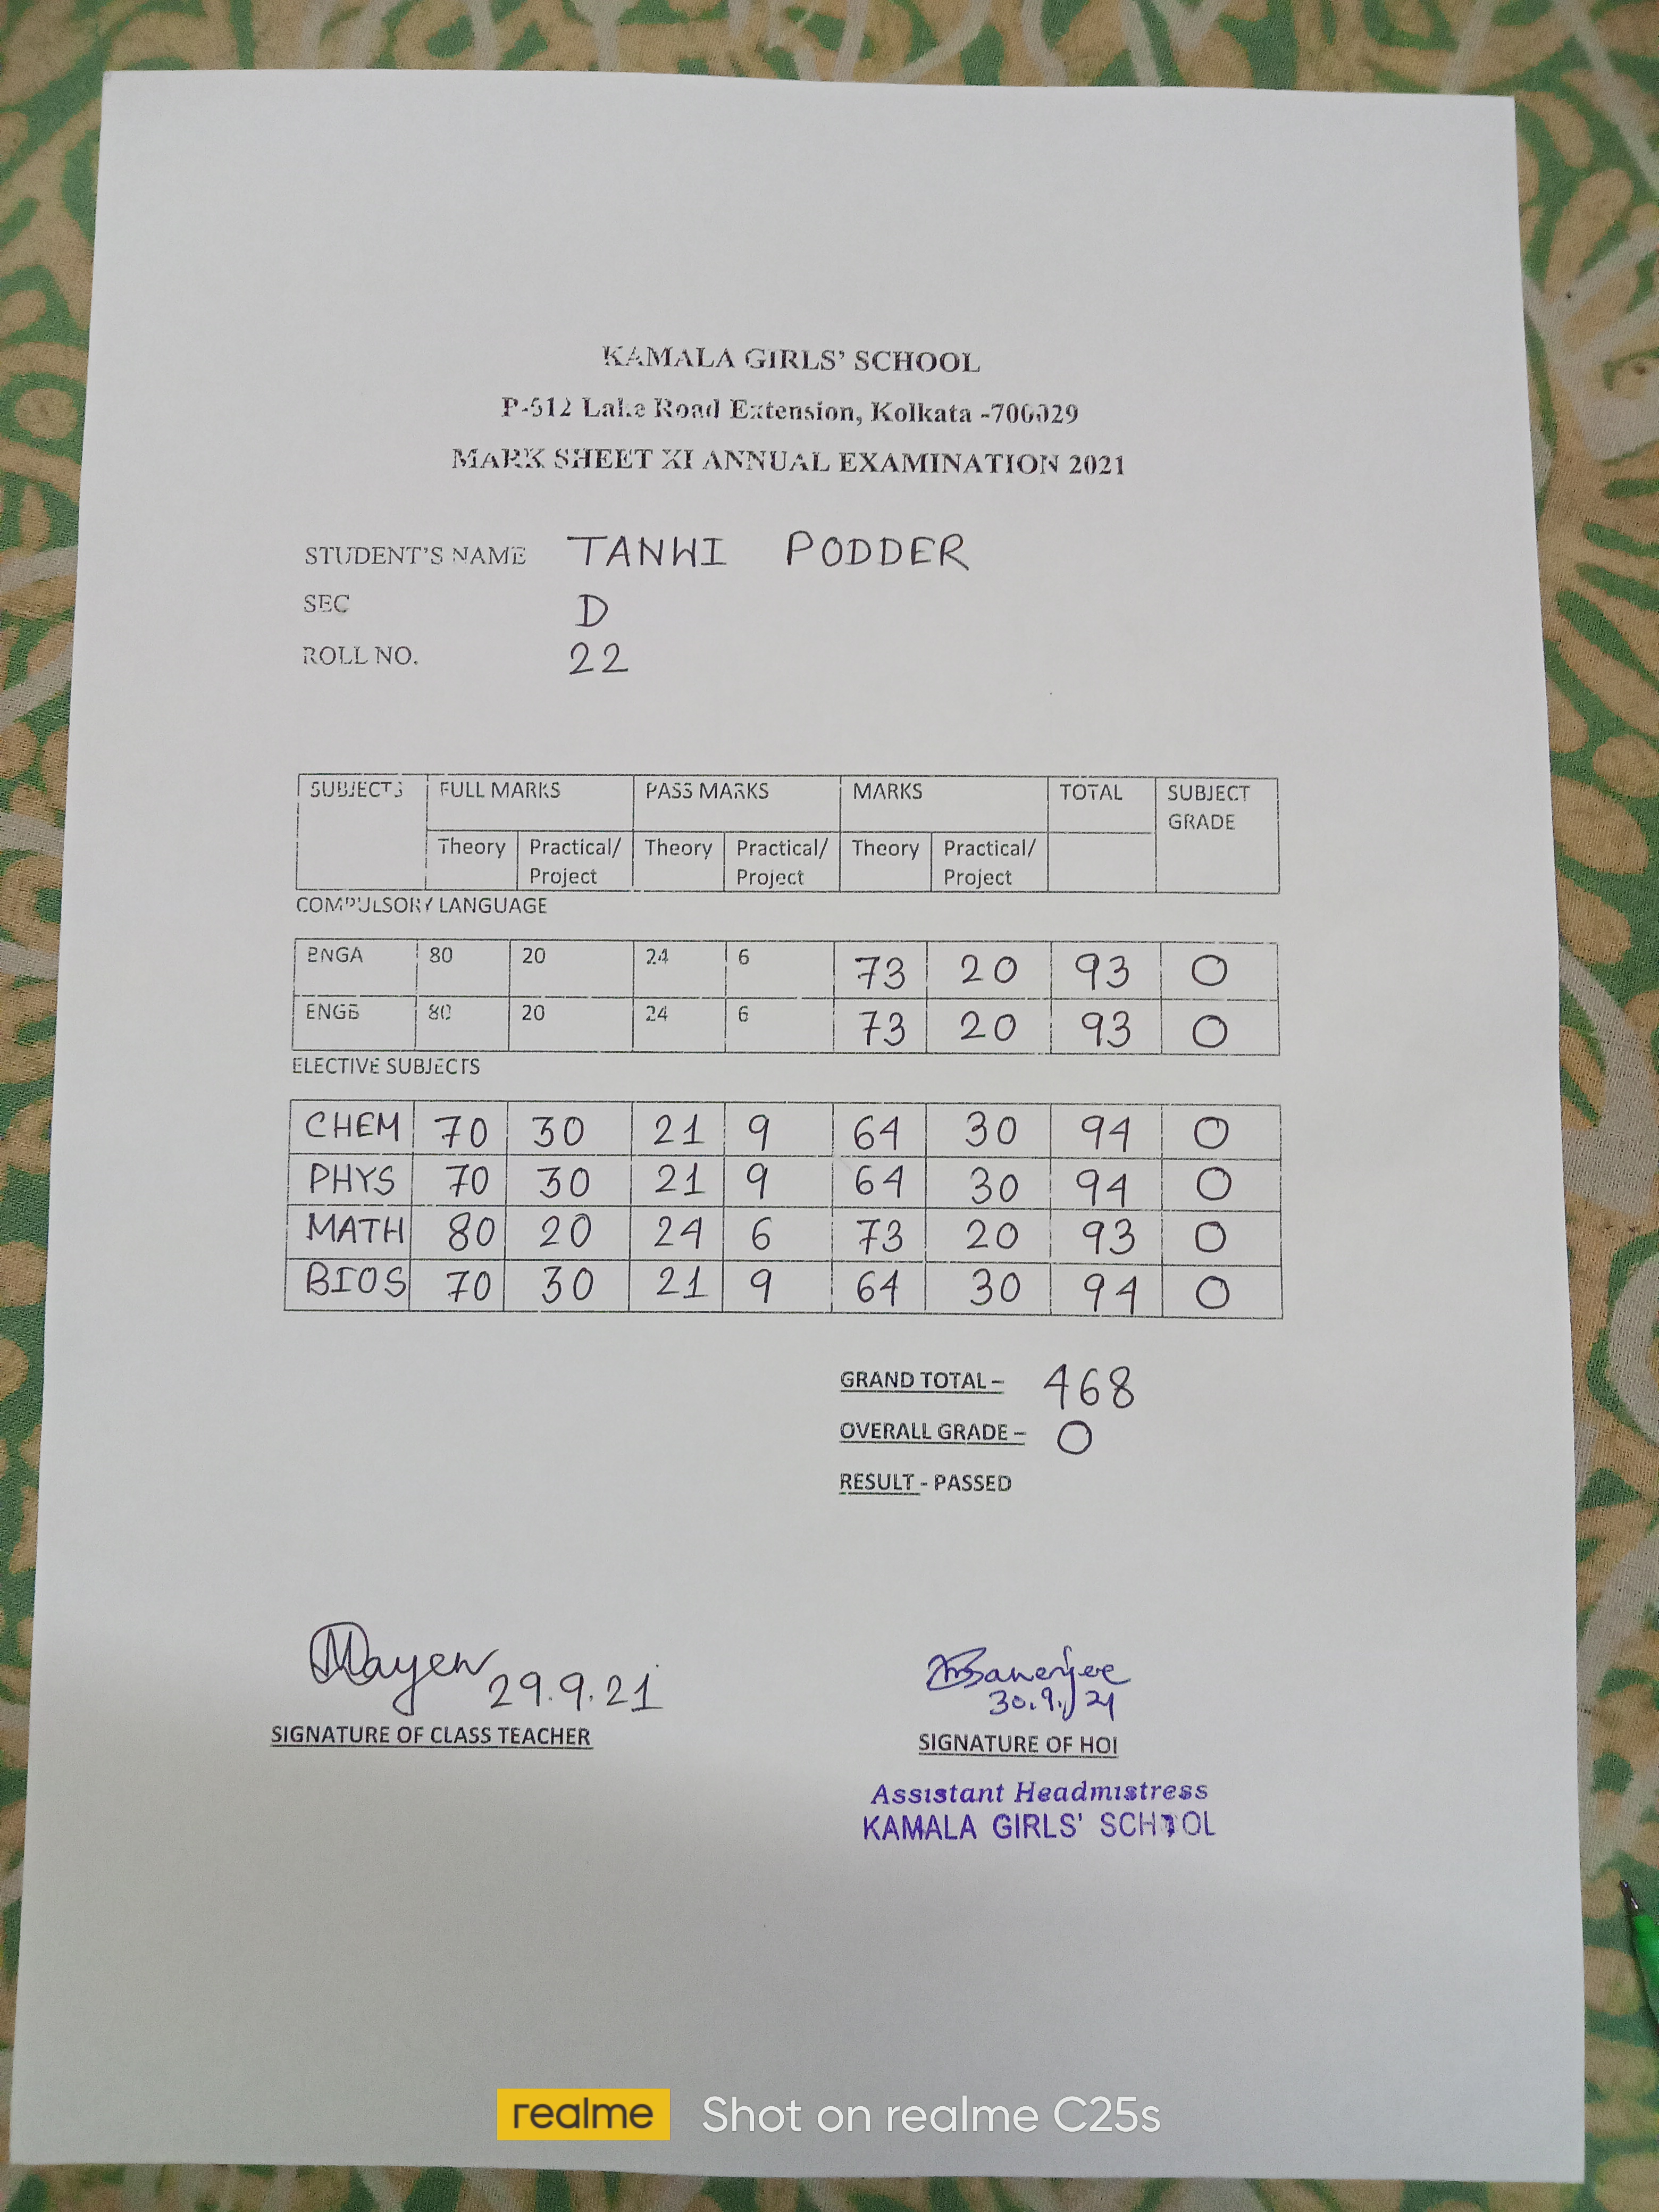 KAMALA GIRLS' SCHOOL
P-512 Lake Road Extension, Kolkata -700029
MARK SHEET XI ANNUAL EXAMINATION 2021
STUDENT'S NAME TANWI PODDER
SEC D
ROLL NO. 22
SUBJECTS FULL MARKS PASS MARKS MARKS TOTAL SUBJECT GRADE
Theory Practical/ Project Theory Practical/ Project Theory Practical/ Project
COMPULSORY LANGUAGE
BNGA 80 20 24 6 73 20 93 O
ENGB 80 20 24 6 73 20 93 O
ELECTIVE SUBJECTS
CHEM 70 30 21 9 64 30 94 O
PHYS 70 30 21 9 64 30 94 O
MATH 80 20 24 6 73 20 93 O
BIOS 70 30 21 9 64 30 94 O
GRAND TOTAL – 468
OVERALL GRADE – O
RESULT - PASSED
29.9.21
Banerjee
30.9.21
SIGNATURE OF CLASS TEACHER
SIGNATURE OF HOI
Assistant Headmistress
KAMALA GIRLS' SCHOOL
realme Shot on realme C25s